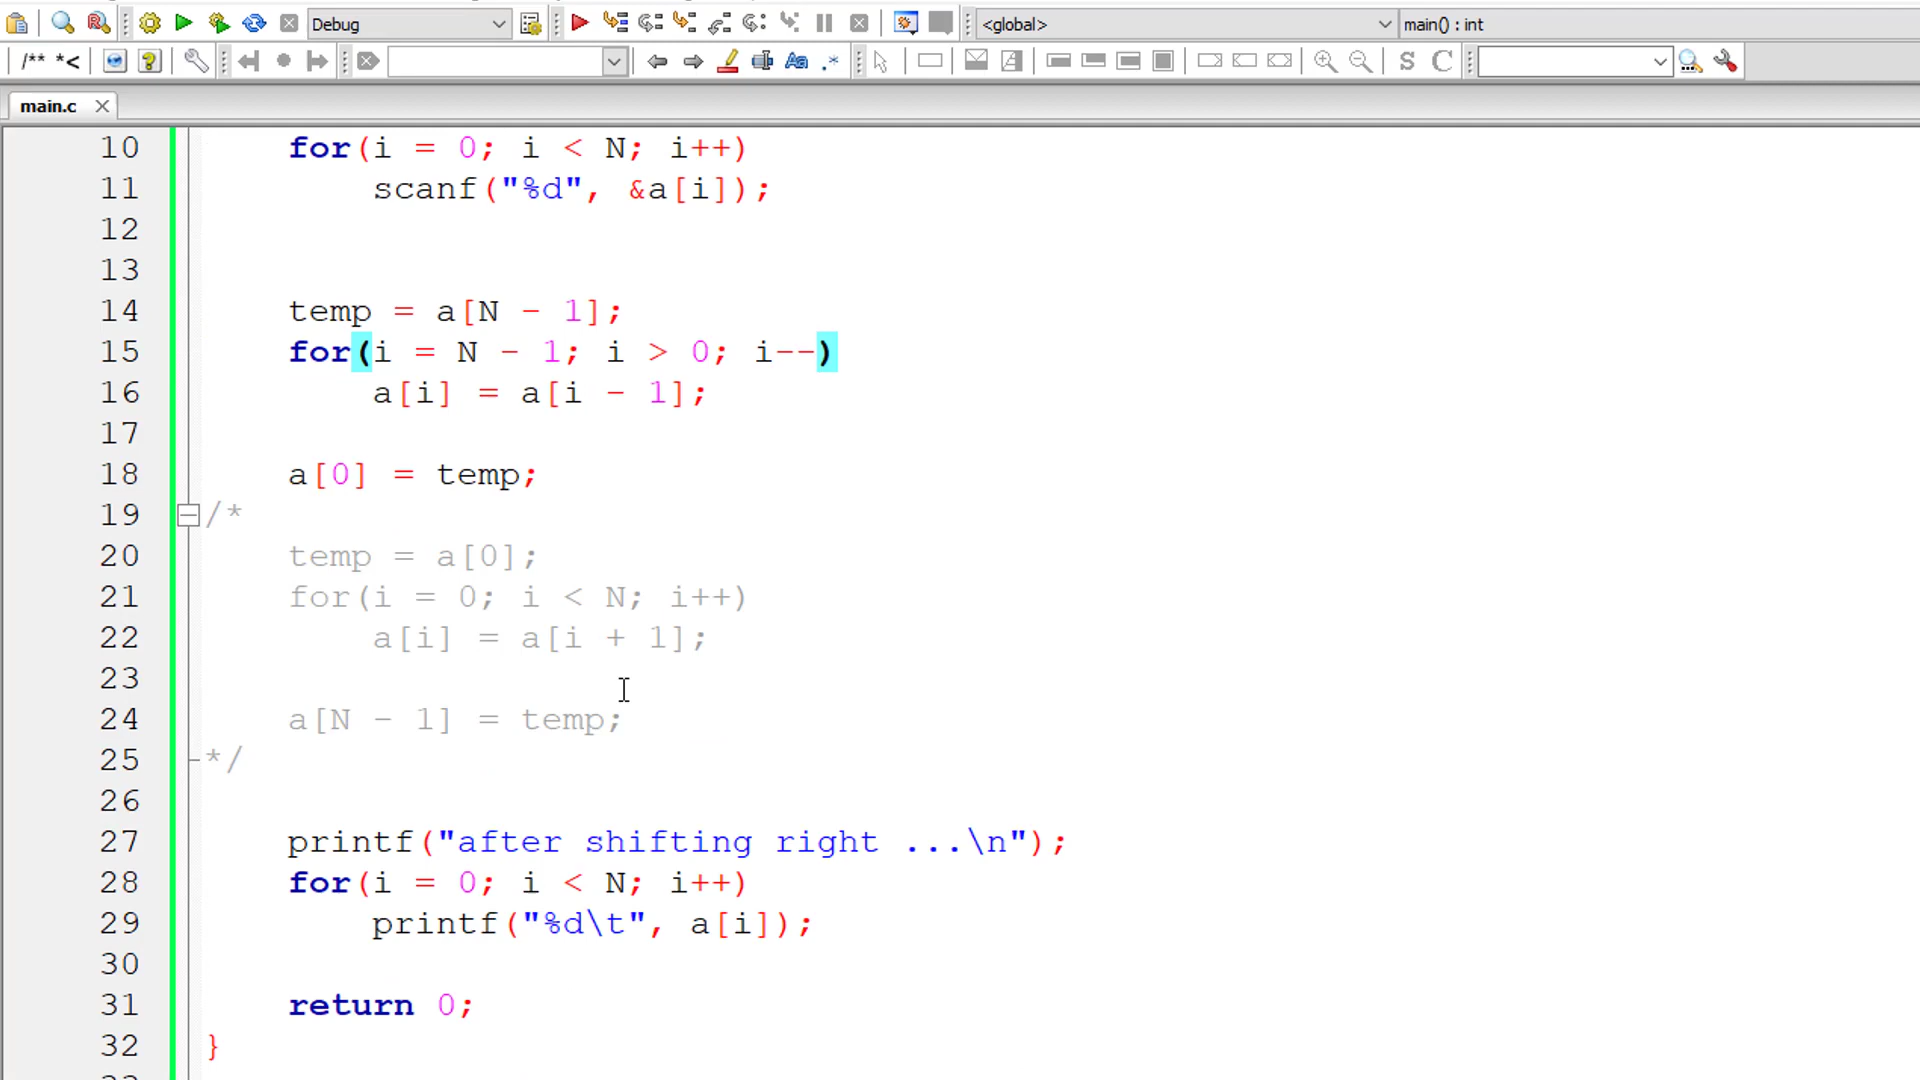 Debug
<global>
main() : int
/** *<
Aa
.*
S
C
main.c
10 for(i = 0; i < N; i++)
11 scanf("%d", &a[i]);
12
13
14 temp = a[N - 1];
15 for(i = N - 1; i > 0; i--)
16 a[i] = a[i - 1];
17
18 a[0] = temp;
19 /*
20 temp = a[0];
21 for(i = 0; i < N; i++)
22 a[i] = a[i + 1];
23
24 a[N - 1] = temp;
25 */
26
27 printf("after shifting right ...\n");
28 for(i = 0; i < N; i++)
29 printf("%d\t", a[i]);
30
31 return 0;
32 }